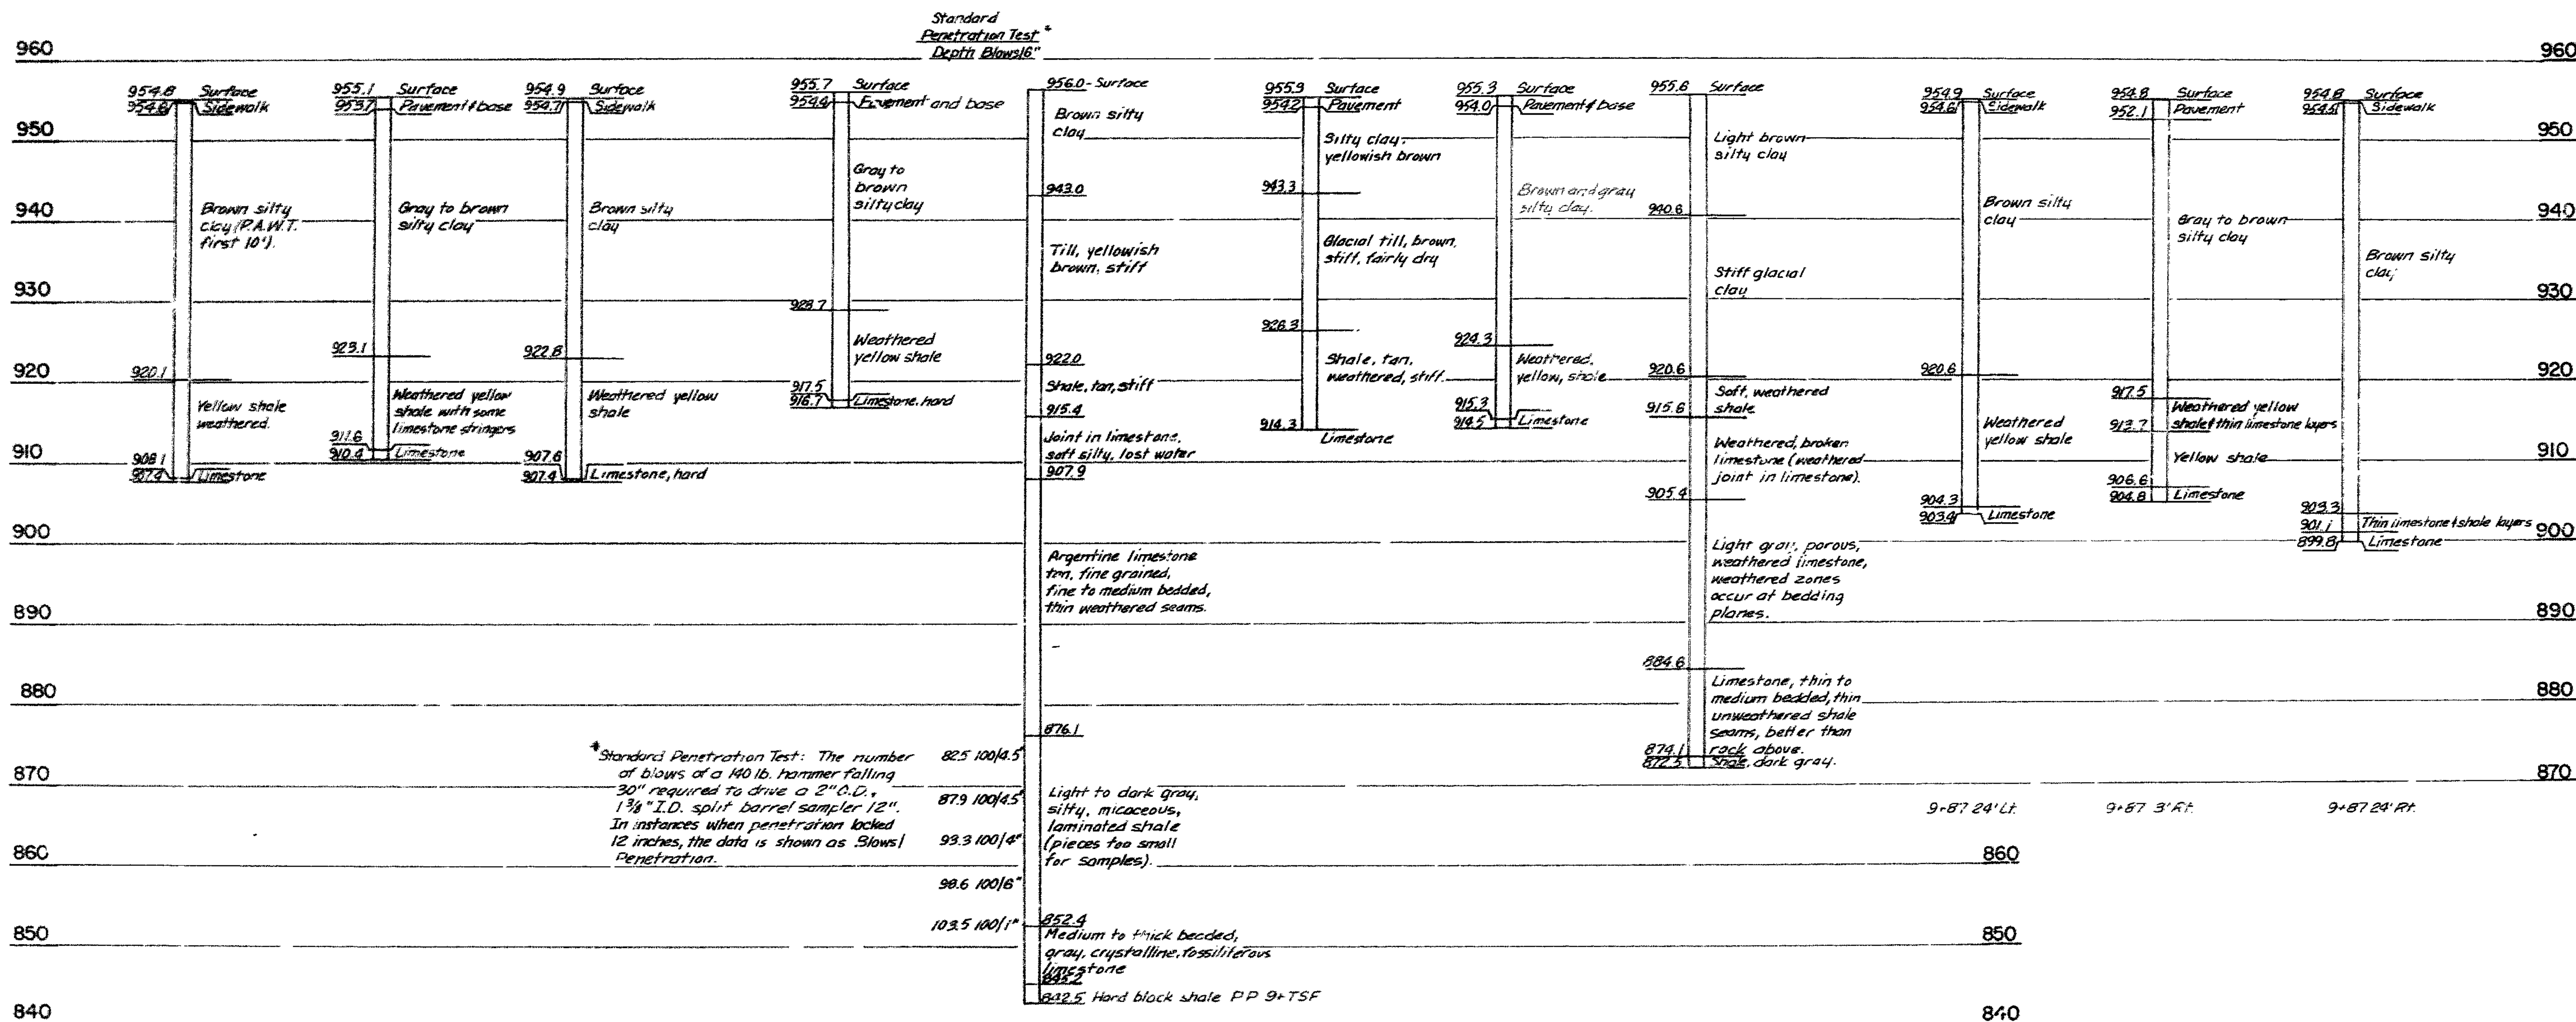 Standard
Penetration Test *
Depth Blows/6"
960
960
950
950
940
940
930
930
920
920
910
910
900
900
890
890
880
880
870
870
860
860
850
850
840
840
954.8 Surface
954.6 Sidewalk
Brown silty
clay (P.A.W.T.
first 10').
920.1
Yellow shale
weathered.
908.1
907.4 Limestone
955.1 Surface
953.7 Pavement & base
Gray to brown
silty clay
923.1
Weathered yellow
shale with some
limestone stringers
911.6
910.4 Limestone
954.9 Surface
954.7 Sidewalk
Brown silty
clay
922.8
Weathered yellow
shale
907.6
907.4 Limestone, hard
955.7 Surface
954.4 Pavement and base
Gray to
brown
silty clay
928.7
Weathered
yellow shale
917.5
916.7 Limestone, hard
956.0 - Surface
Brown silty
clay
943.0
Till, yellowish
brown, stiff
922.0
Shale, tan, stiff
915.4
Joint in limestone,
soft silty, lost water
907.9
Argentine limestone
tan, fine grained,
fine to medium bedded,
thin weathered seams.
876.1
82.5 100/4.5"
87.9 100/4.5"
93.3 100/4"
98.6 100/6"
103.5 100/1"
Light to dark gray,
silty, micaceous,
laminated shale
(pieces too small
for samples).
852.4
Medium to thick bedded,
gray, crystalline, fossiliferous
limestone
845.2
842.5 Hard black shale PP 9+TSF
* Standard Penetration Test: The number
of blows of a 140 lb. hammer falling
30" required to drive a 2" O.D.,
1 3/8" I.D. split barrel sampler 12".
In instances when penetration lacked
12 inches, the data is shown as Blows/
Penetration.
Surface
954.2 Pavement
Silty clay,
yellowish brown
943.3
Glacial till, brown,
stiff, fairly dry
926.3
Shale, tan,
weathered, stiff.
914.3
Limestone
955.3 Surface
954.0 Pavement & base
Brown and gray
silty clay.
924.3
Weathered,
yellow, shale
915.3
914.5 Limestone
955.6 Surface
Light brown
silty clay
940.6
Stiff glacial
clay
920.6
Soft, weathered
shale
915.6
Weathered, broken
limestone (weathered
joint in limestone).
905.4
Light gray, porous,
weathered limestone,
weathered zones
occur at bedding
planes.
884.6
Limestone, thin to
medium bedded, thin
unweathered shale
seams, better than
rock above.
874.1
872.5 Shale, dark gray.
954.9 Surface
954.6 Sidewalk
Brown silty
clay
920.6
Weathered
yellow shale
904.3
903.4 Limestone
9+87 24' Lt.
954.8 Surface
952.1 Pavement
Gray to brown
silty clay
917.5
Weathered yellow
shale & thin limestone layers
913.7
Yellow shale
906.6
904.8 Limestone
9+87 3' Rt.
954.8 Surface
954.5 Sidewalk
Brown silty
clay
903.3
901.1 Thin limestone & shale layers
899.8 Limestone
9+87 24' Rt.